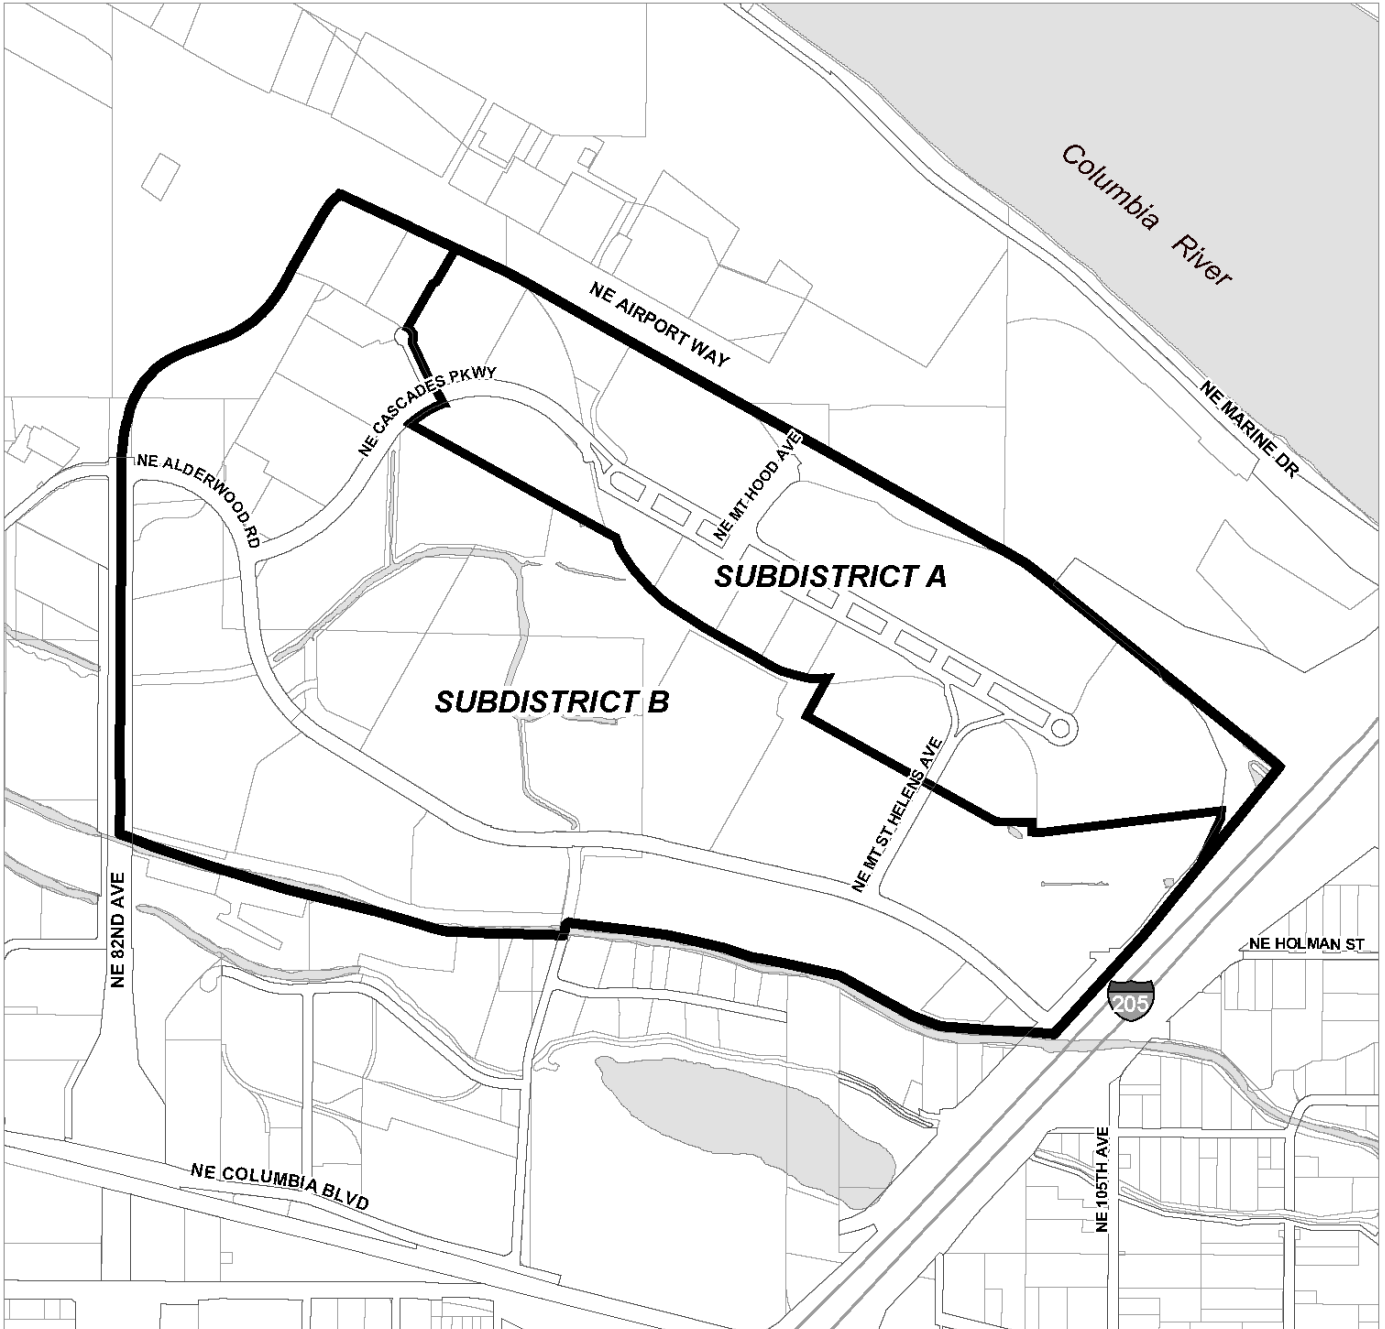 Columbia River
NE AIRPORT WAY
NE CASCADES PKWY
NE MARINE DR
NE ALDERWOOD RD
NE MT HOOD AVE
SUBDISTRICT A
SUBDISTRICT B
NE MT ST HELENS AVE
NE 82ND AVE
NE HOLMAN ST
205
NE 105TH AVE
NE COLUMBIA BLVD